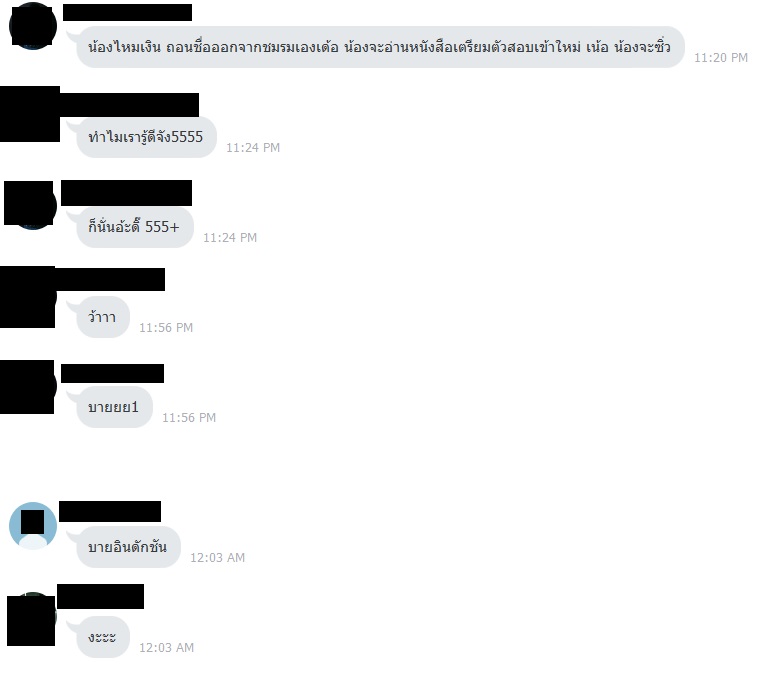 น้องไหมเงิน ถอนชื่อออกจากชมรมเองเด้อ น้องจะอ่านหนังสือเตรียมตัวสอบเข้าใหม่ เน้อ น้องจะซิ่ว
11:20 PM
ทำไมเรารู้ดีจัง5555
11:24 PM
ก็นั่นอ้ะดิ๊ 555+
11:24 PM
ว้าาา
11:56 PM
บายยย1
11:56 PM
บายอินดักชัน
12:03 AM
งะะะ
12:03 AM